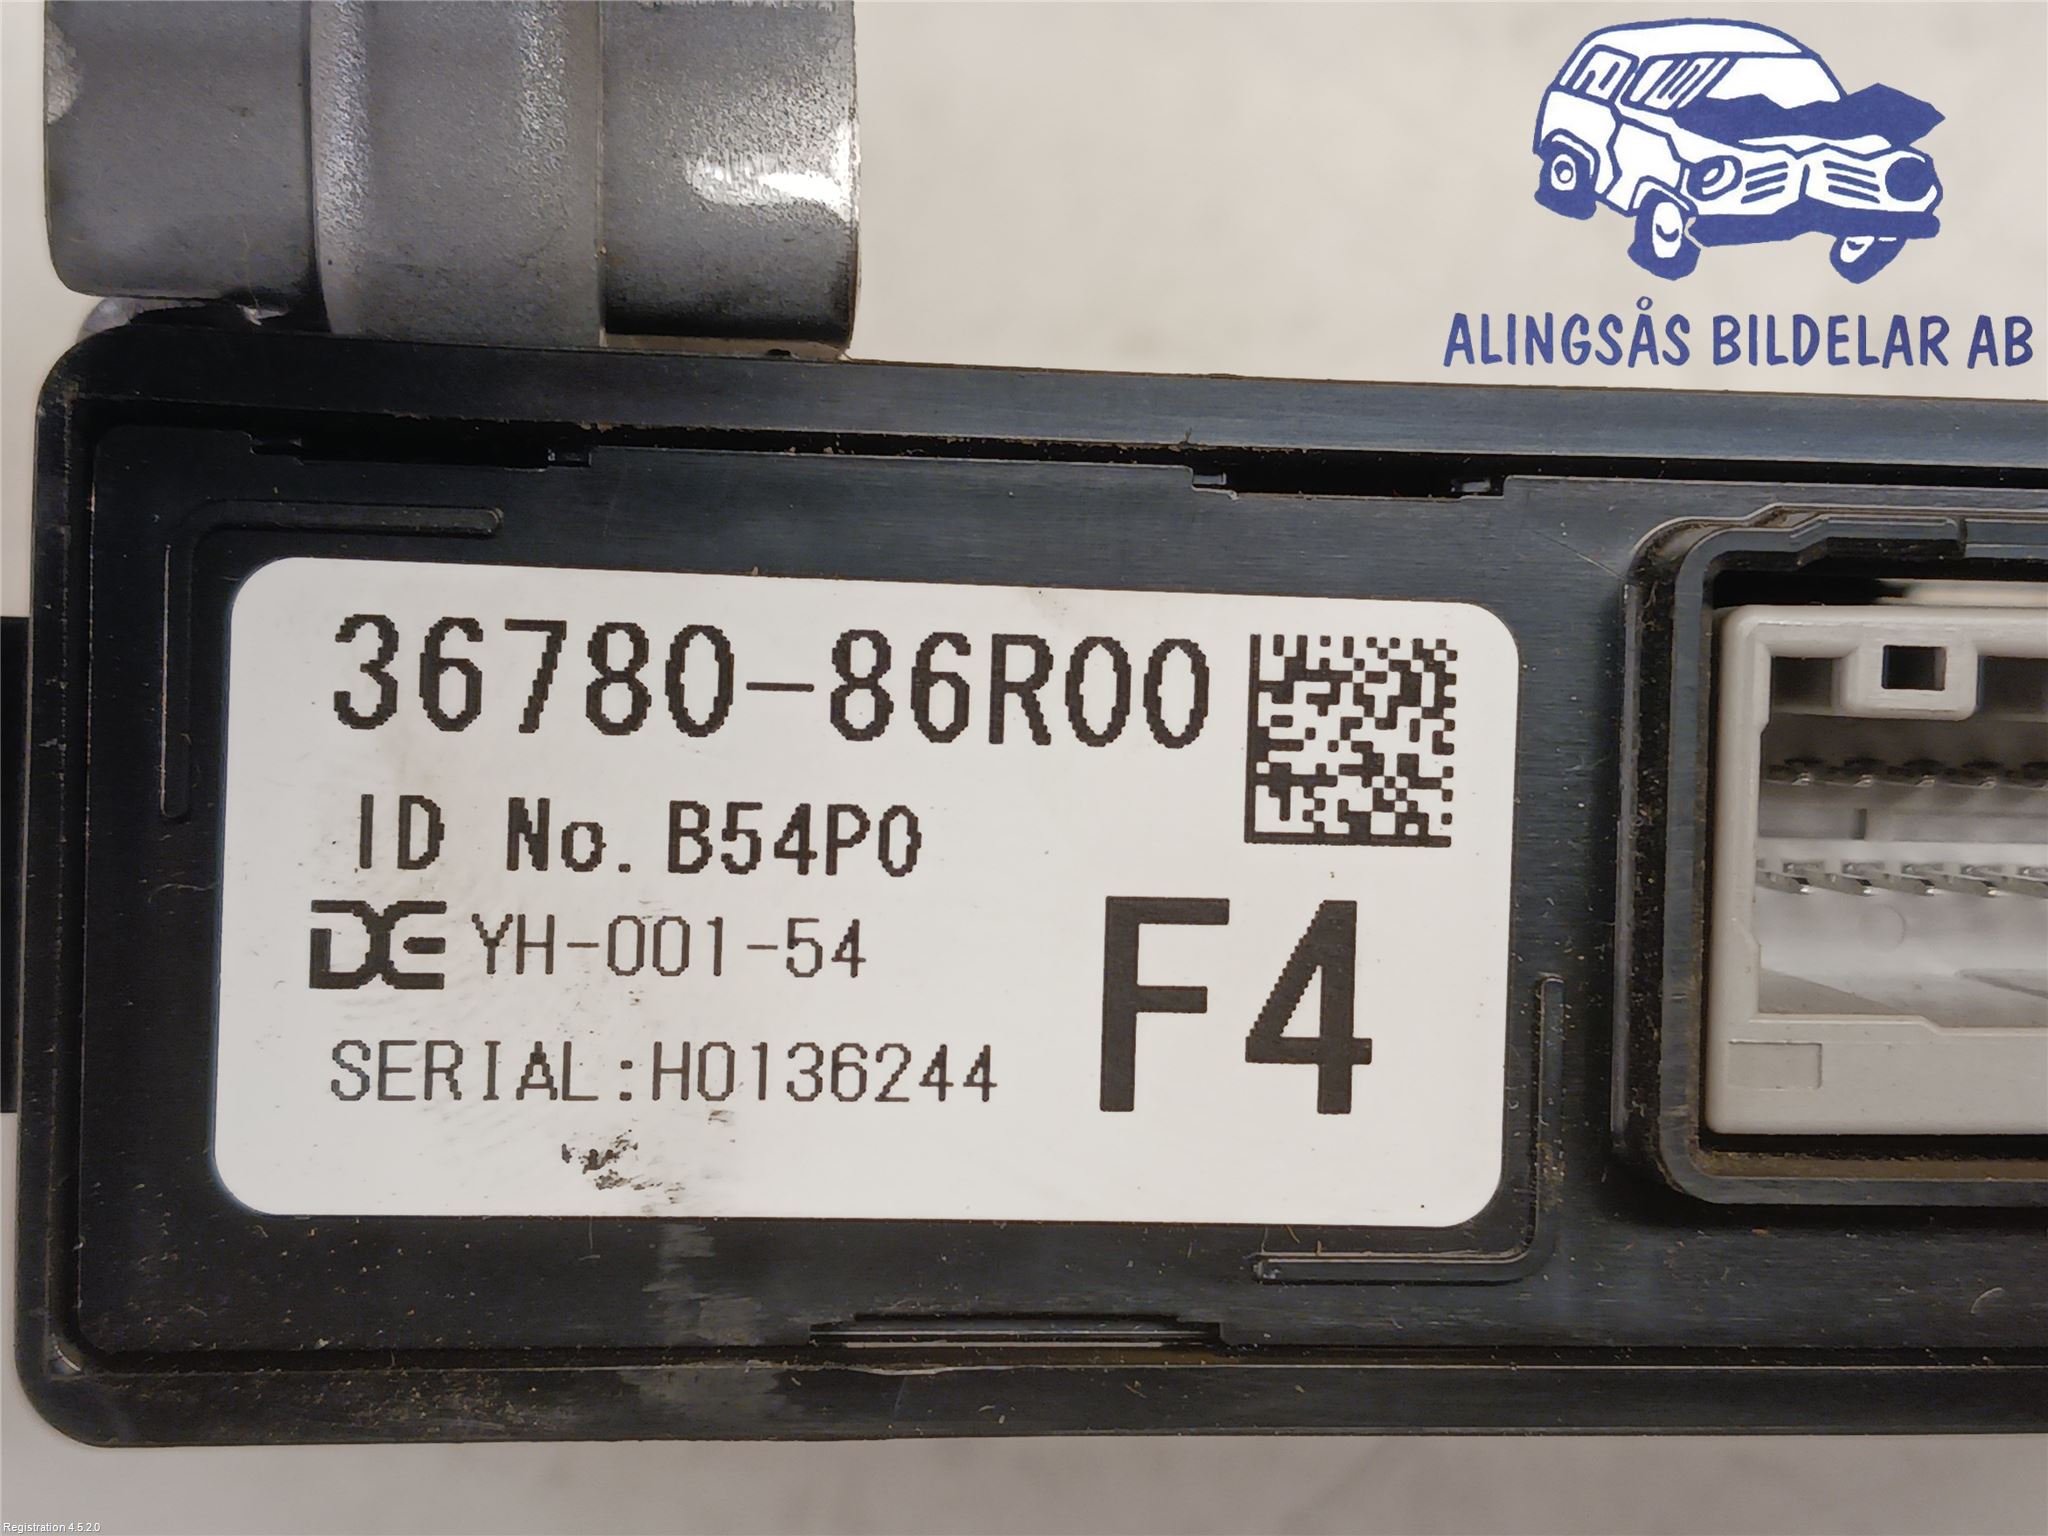 ALINGSÅS BILDELAR AB
36780-86R00
ID No. B54P0
DE YH-001-54
F4
SERIAL:H0136244
Registration 4.5.2.0